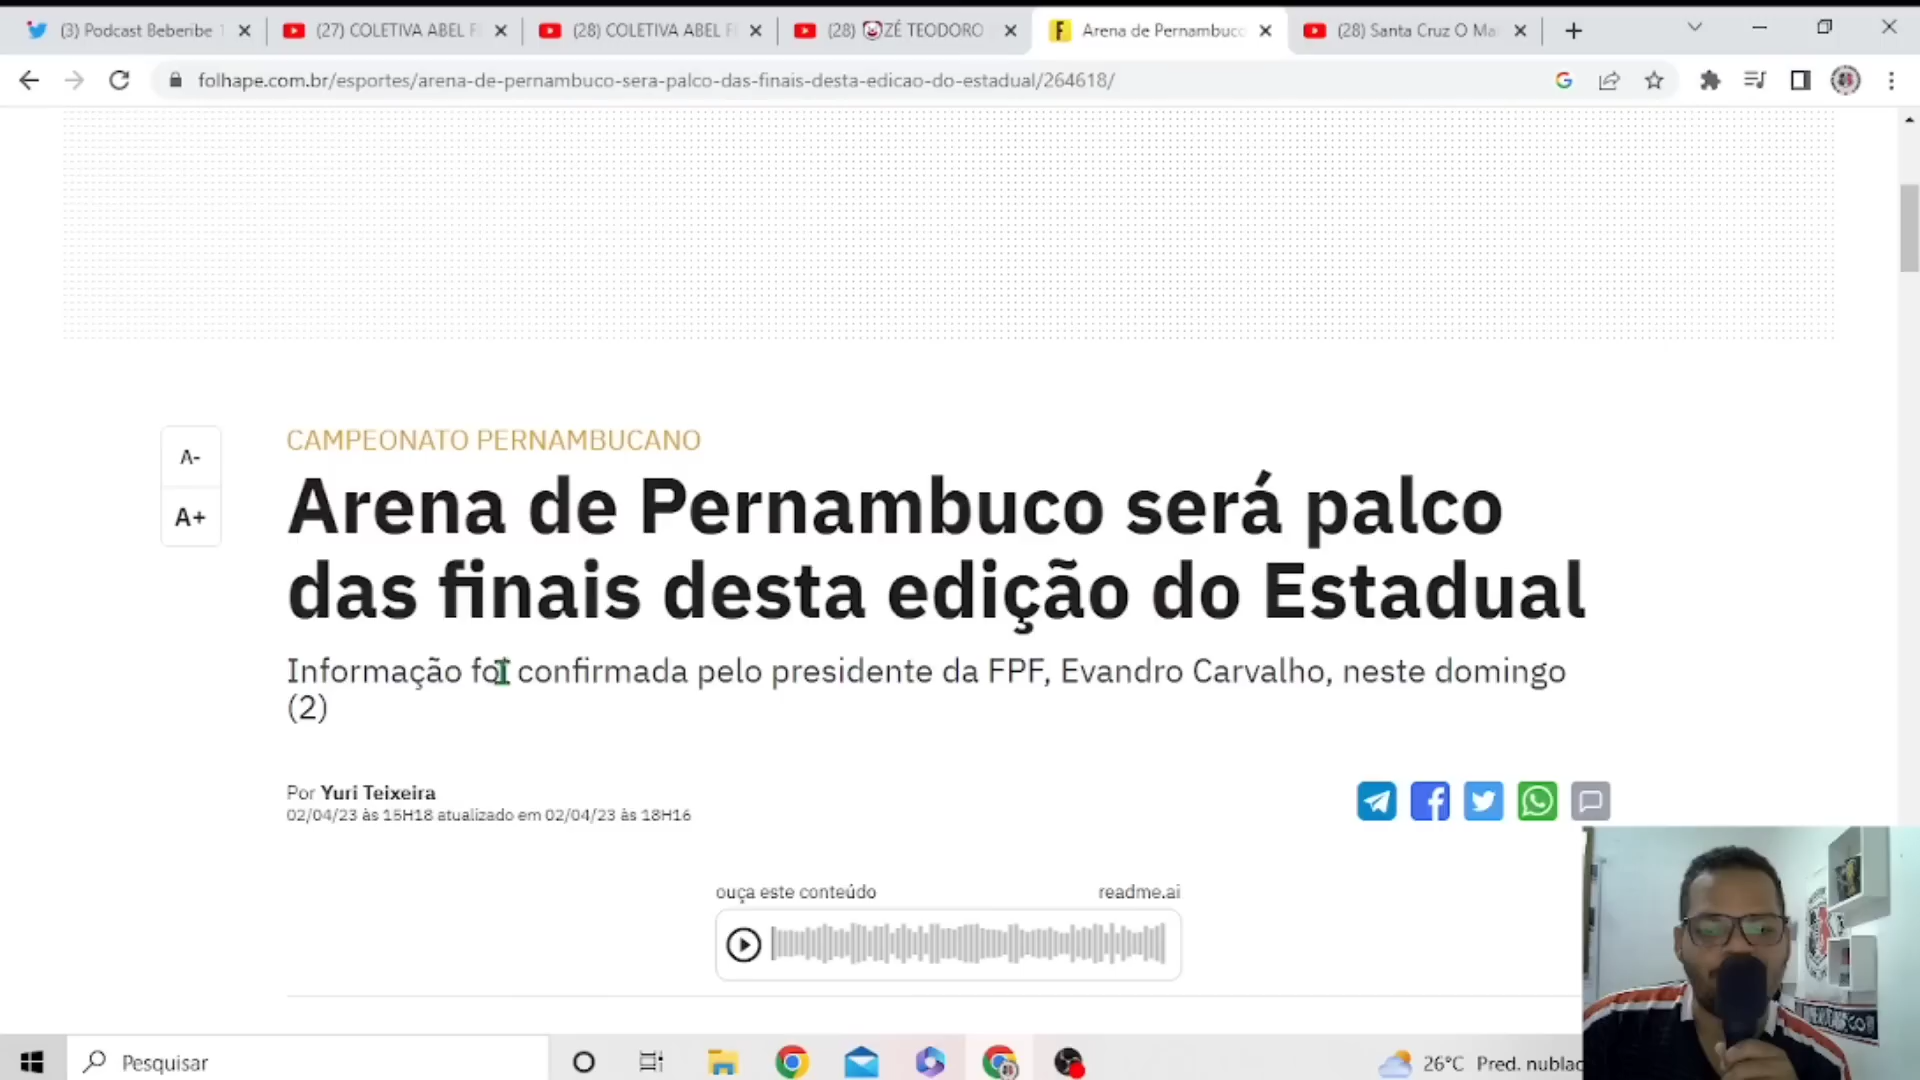 (3) Podcast Beberibe
(27) COLETIVA ABEL F
(28) COLETIVA ABEL F
(28) 🤡ZÉ TEODORO
Arena de Pernambuco
(28) Santa Cruz O Ma
folhape.com.br/esportes/arena-de-pernambuco-sera-palco-das-finais-desta-edicao-do-estadual/264618/
A-
A+
CAMPEONATO PERNAMBUCANO
Arena de Pernambuco será palco
das finais desta edição do Estadual
Informação foi confirmada pelo presidente da FPF, Evandro Carvalho, neste domingo
(2)
Por Yuri Teixeira
02/04/23 às 15H18 atualizado em 02/04/23 às 18H16
ouça este conteúdo
readme.ai
Pesquisar
26°C Pred. nublad